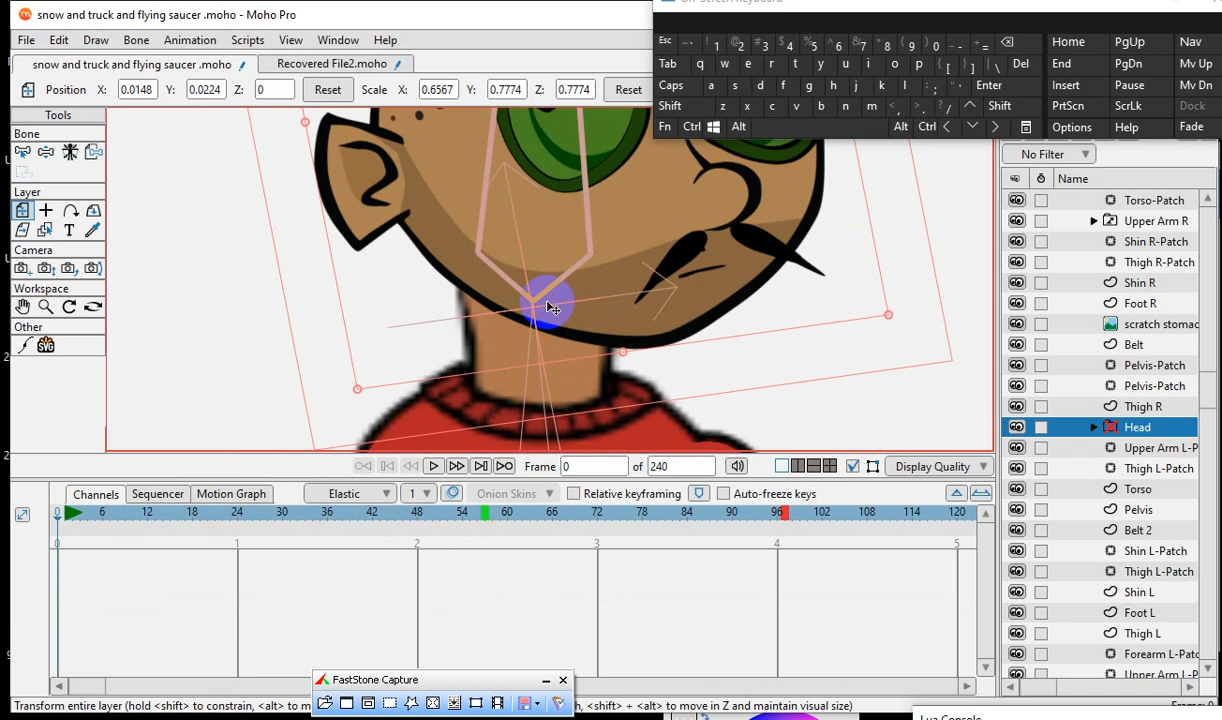 snow and truck and flying saucer .moho - Moho Pro
File Edit Draw Bone Animation Scripts View Window Help
snow and truck and flying saucer .moho Recovered File2.moho
Position X: 0.0148 Y: 0.0224 Z: 0 Reset Scale X: 0.6567 Y: 0.7774 Z: 0.7774 Reset
Esc ~ ` ! 1 @ 2 # 3 $ 4 % 5 ^ 6 & 7 * 8 ( 9 ) 0 _ - + = Home PgUp Nav
Tab q w e r t y u i o p { [ } ] | \ Del End PgDn Mv Up
Caps a s d f g h j k l : ; " ' Enter Insert Pause Mv Dn
Shift z x c v b n m < , > . ? / Shift PrtScn ScrLk Dock
Fn Ctrl Alt Alt Ctrl Options Help Fade
Tools
Bone
Layer
T
Camera
Workspace
Other
SVG
No Filter
Name
Torso-Patch
Upper Arm R
Shin R-Patch
Thigh R-Patch
Shin R
Foot R
scratch stomac
Belt
Pelvis-Patch
Pelvis-Patch
Thigh R
Head
Upper Arm L-P
Thigh L-Patch
Torso
Pelvis
Belt 2
Shin L-Patch
Thigh L-Patch
Shin L
Foot L
Thigh L
Forearm L-Patc
Upper Arm L-P
Frame 0 of 240 Display Quality
Channels Sequencer Motion Graph Elastic 1 Onion Skins Relative keyframing Auto-freeze keys
6 12 18 24 30 36 42 48 54 60 66 72 78 84 90 96 102 108 114 120
0 1 2 3 4 5
FastStone Capture
Transform entire layer (hold <shift> to constrain, <alt> to m h, <shift> + <alt> to move in Z and maintain visual size) Frame: 0
Lua Console